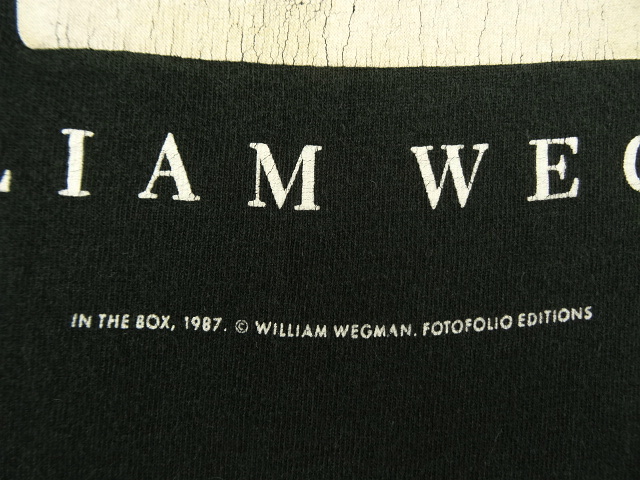 LIAM WEG
IN THE BOX, 1987. © WILLIAM WEGMAN. FOTOFOLIO EDITIONS